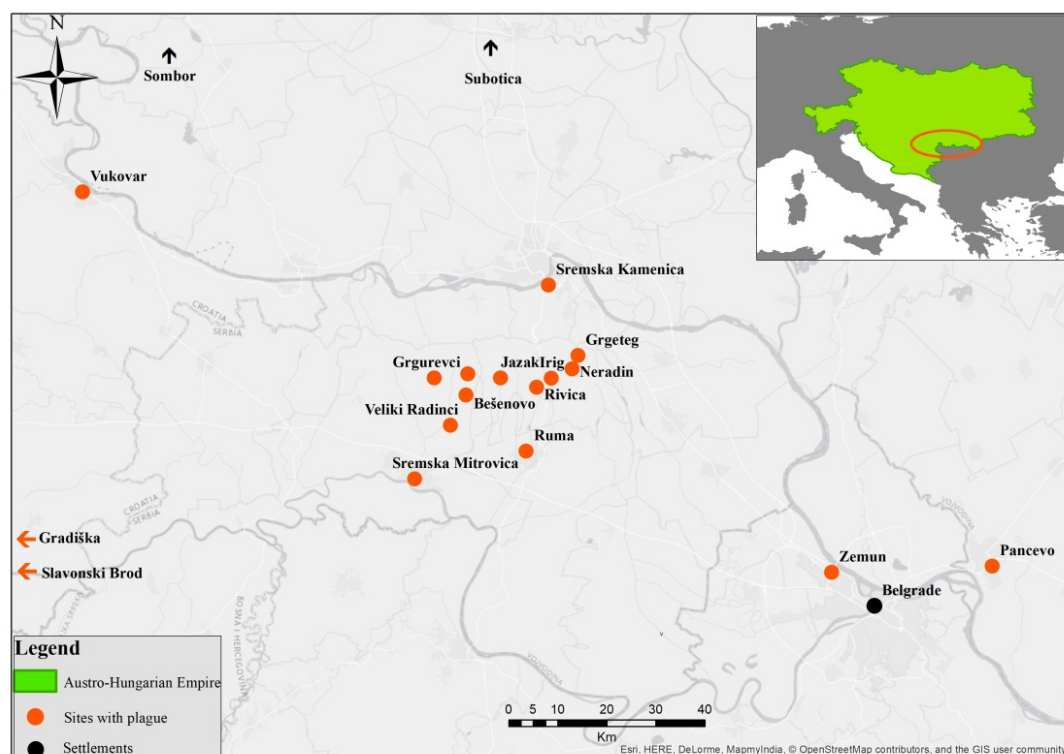 N
Sombor
Subotica
Vukovar
Sremska Kamenica
CROATIA
SERBIA
Grgeteg
Grgurevci
JazakIrig
Neradin
Rivica
Bešenovo
Veliki Radinci
Ruma
Sremska Mitrovica
CROATIA
SERBIA
VOJVODINA
Gradiška
Slavonski Brod
Zemun
Pancevo
Belgrade
BOSNA I HERCEGOVINA
VOJVODINA
Legend
Austro-Hungarian Empire
Sites with plague
Settlements
0 5 10 20 30 40
Km
Esri, HERE, DeLorme, MapmyIndia, © OpenStreetMap contributors, and the GIS user community